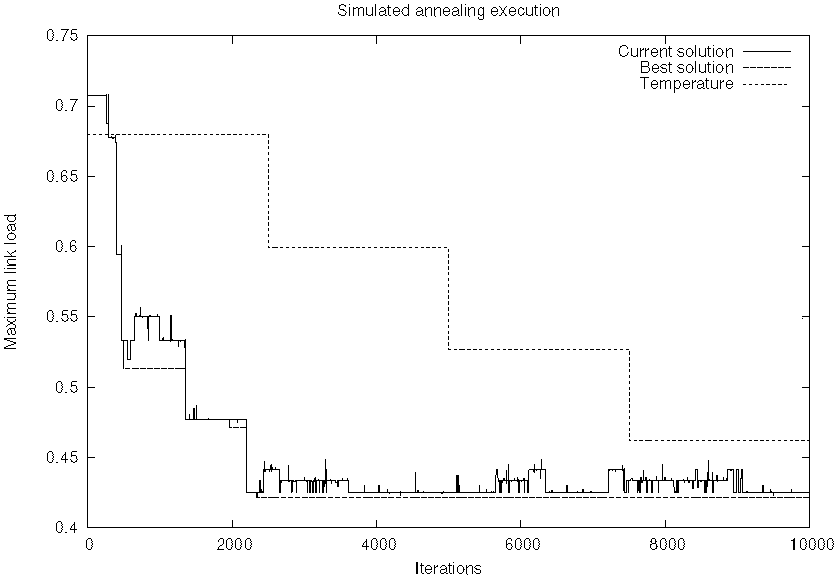 Simulated annealing execution
0.75
0.7
0.65
0.6
0.55
0.5
0.45
0.4
Maximum link load
Current solution
Best solution
Temperature
0 2000 4000 6000 8000 10000
Iterations